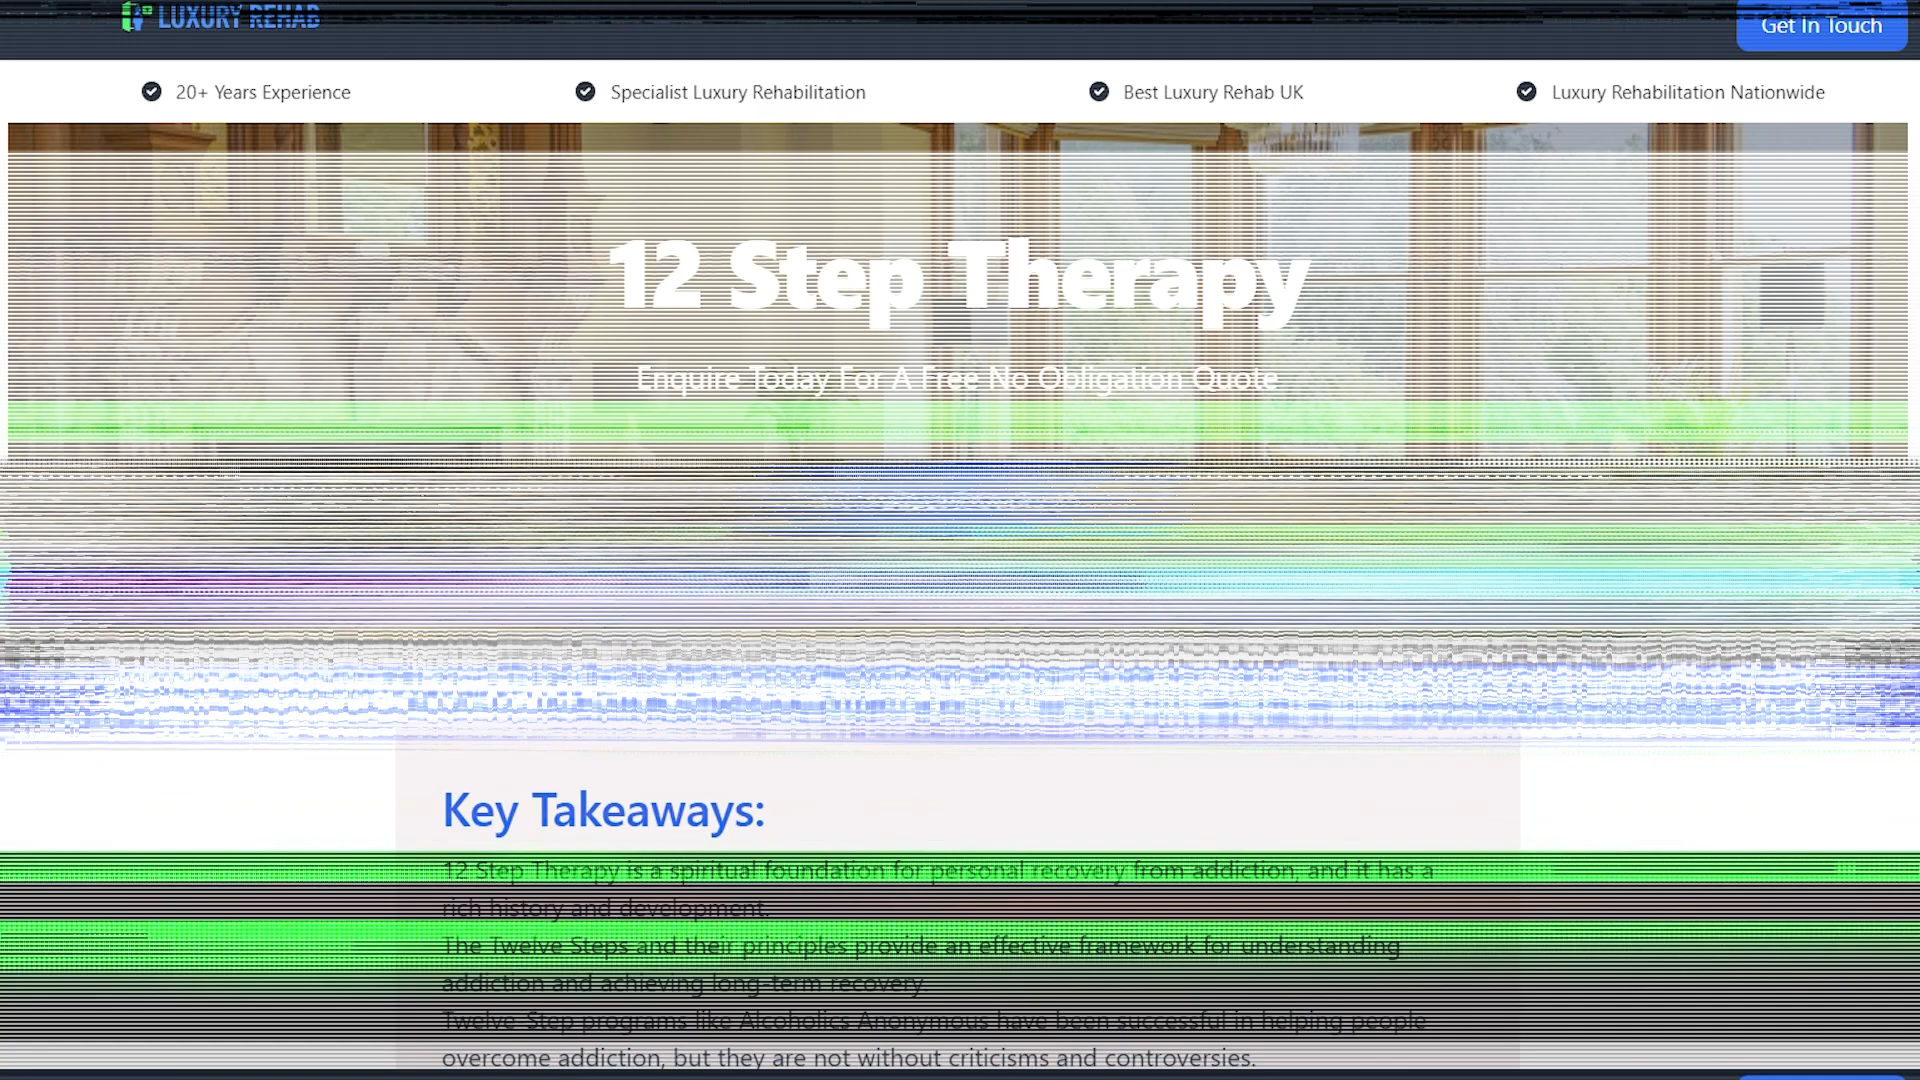 LUXURY REHAB
Get In Touch
20+ Years Experience
Specialist Luxury Rehabilitation
Best Luxury Rehab UK
Luxury Rehabilitation Nationwide
12 Step Therapy
Enquire Today For A Free No Obligation Quote
Key Takeaways:
12 Step Therapy is a spiritual foundation for personal recovery from addiction, and it has a
rich history and development.
The Twelve Steps and their principles provide an effective framework for understanding
addiction and achieving long-term recovery.
Twelve-Step programs like Alcoholics Anonymous have been successful in helping people
overcome addiction, but they are not without criticisms and controversies.